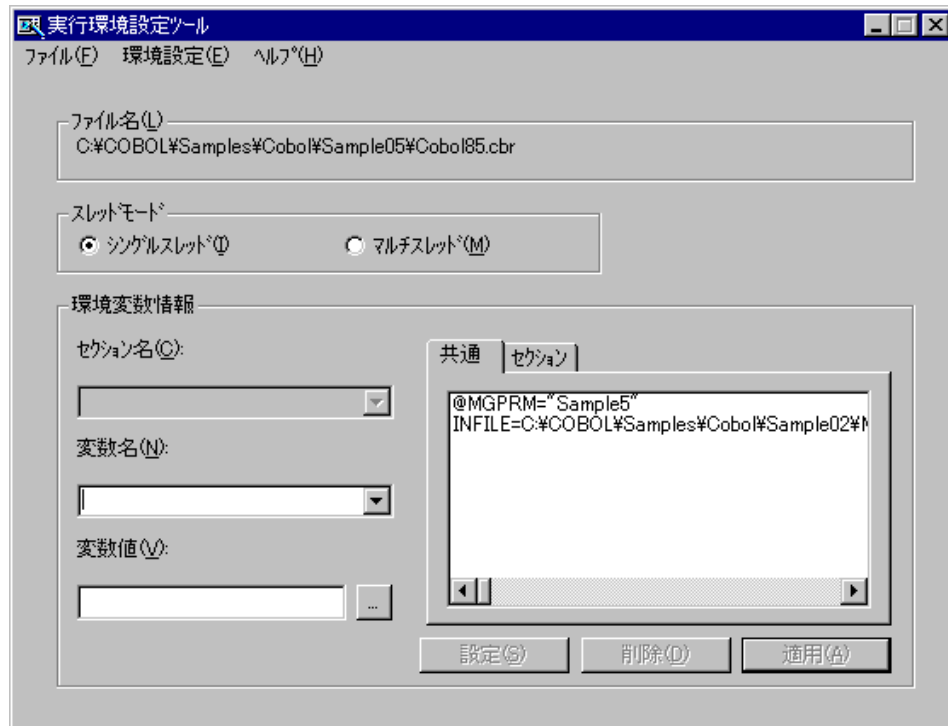 実行環境設定ツール
ファイル(F) 環境設定(E) ヘルプ(H)
ファイル名(L)
C:¥COBOL¥Samples¥Cobol¥Sample05¥Cobol85.cbr
スレッドモード
シングルスレッド(I) マルチスレッド(M)
環境変数情報
セクション名(C):
共通 セクション
@MGPRM="Sample5"
INFILE=C:¥COBOL¥Samples¥Cobol¥Sample02¥M
変数名(N):
変数値(V):
...
設定(S) 削除(D) 適用(A)